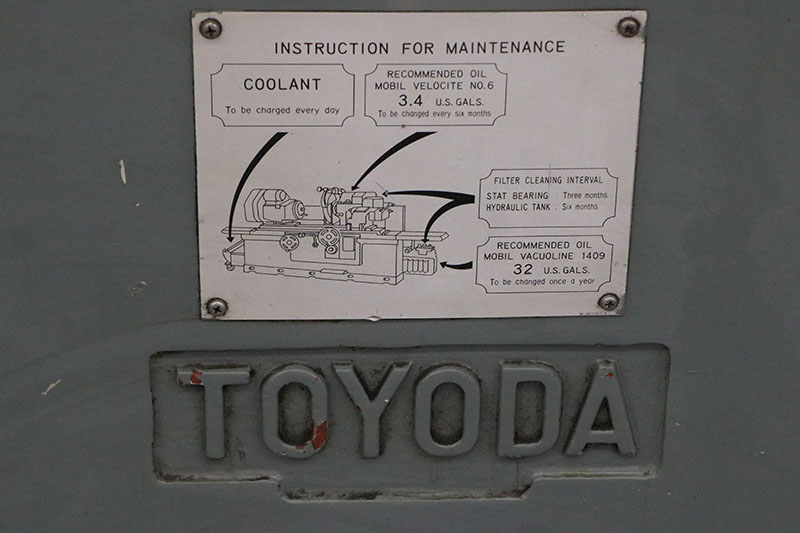 INSTRUCTION FOR MAINTENANCE
COOLANT
To be charged every day
RECOMMENDED OIL
MOBIL VELOCITE NO.6
3.4 U.S. GALS.
To be changed every six months
FILTER CLEANING INTERVAL
STAT BEARING : Three months
HYDRAULIC TANK : Six months
RECOMMENDED OIL
MOBIL VACUOLINE 1409
32 U.S. GALS.
To be changed once a year
TOYODA